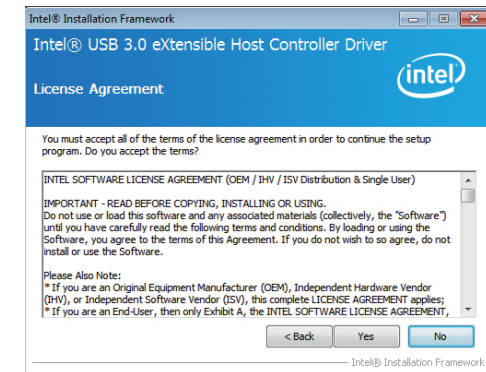 Intel® Installation Framework
Intel® USB 3.0 eXtensible Host Controller Driver
intel
License Agreement
You must accept all of the terms of the license agreement in order to continue the setup
program. Do you accept the terms?
INTEL SOFTWARE LICENSE AGREEMENT (OEM / IHV / ISV Distribution & Single User)
IMPORTANT - READ BEFORE COPYING, INSTALLING OR USING.
Do not use or load this software and any associated materials (collectively, the "Software")
until you have carefully read the following terms and conditions. By loading or using the
Software, you agree to the terms of this Agreement. If you do not wish to so agree, do not
install or use the Software.
Please Also Note:
* If you are an Original Equipment Manufacturer (OEM), Independent Hardware Vendor
(IHV), or Independent Software Vendor (ISV), this complete LICENSE AGREEMENT applies;
* If you are an End-User, then only Exhibit A, the INTEL SOFTWARE LICENSE AGREEMENT,
< Back Yes No
Intel® Installation Framework